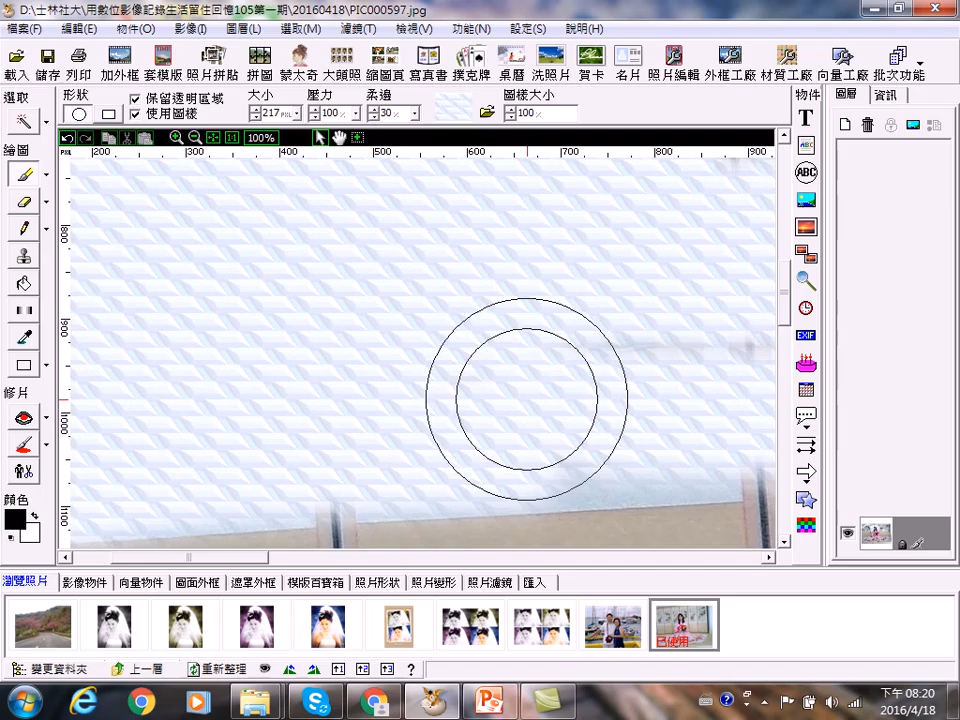 D:\士林社大\用數位影像記錄生活留住回憶105第一期\20160418\PIC000597.jpg
檔案(F) 編輯(E) 物件(O) 影像(I) 圖層(L) 選取(M) 濾鏡(T) 檢視(V) 功能(N) 設定(S) 說明(H)
載入 儲存 列印 加外框 套模版 照片拼貼 拼圖 蒙太奇 大頭照 縮圖頁 寫真書 撲克牌 桌曆 洗照片 賀卡 名片 照片編輯 外框工廠 材質工廠 向量工廠 批次功能
選取 形狀 保留透明區域 大小 壓力 柔邊 圖樣大小 物件 圖層 資訊
使用圖樣 217 PXL 100 % 30 % 100 %
T
100%
PXL 200 300 400 500 600 700 800 900
ABC
ABC
繪圖
800
900
1000
1100
EXIF
修片
顏色
瀏覽照片 影像物件 向量物件 圖面外框 遮罩外框 模版百寶箱 照片形狀 照片變形 照片濾鏡 匯入
已使用
變更資料夾 上一層 重新整理 1 2 3 ?
下午 08:20
2016/4/18